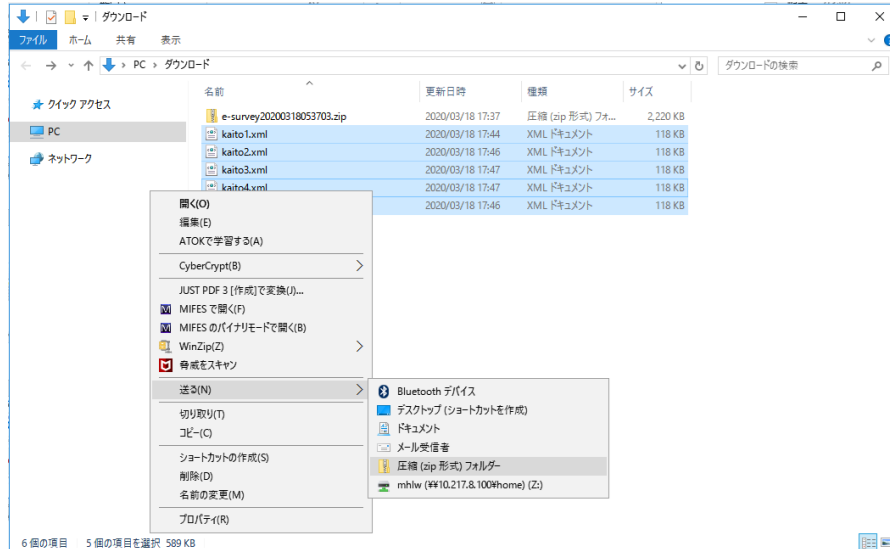 ダウンロード
ファイル ホーム 共有 表示
PC › ダウンロード ダウンロードの検索
名前 更新日時 種類 サイズ
クイック アクセス
PC
ネットワーク
e-survey20200318053703.zip 2020/03/18 17:37 圧縮 (zip 形式) フォ... 2,220 KB
kaito1.xml 2020/03/18 17:44 XML ドキュメント 118 KB
kaito2.xml 2020/03/18 17:46 XML ドキュメント 118 KB
kaito3.xml 2020/03/18 17:47 XML ドキュメント 118 KB
kaito4.xml 2020/03/18 17:47 XML ドキュメント 118 KB
2020/03/18 17:46 XML ドキュメント 118 KB
開く(O)
編集(E)
ATOKで学習する(A)
CyberCrypt(B)
JUST PDF 3 [作成]で変換(J)...
MIFES で開く(F)
MIFES のバイナリモードで開く(B)
WinZip(Z)
脅威をスキャン
送る(N)
切り取り(T)
コピー(C)
ショートカットの作成(S)
削除(D)
名前の変更(M)
プロパティ(R)
Bluetooth デバイス
デスクトップ (ショートカットを作成)
ドキュメント
メール受信者
圧縮 (zip 形式) フォルダー
mhlw (¥¥10.217.8.100¥home) (Z:)
6 個の項目 5 個の項目を選択 589 KB